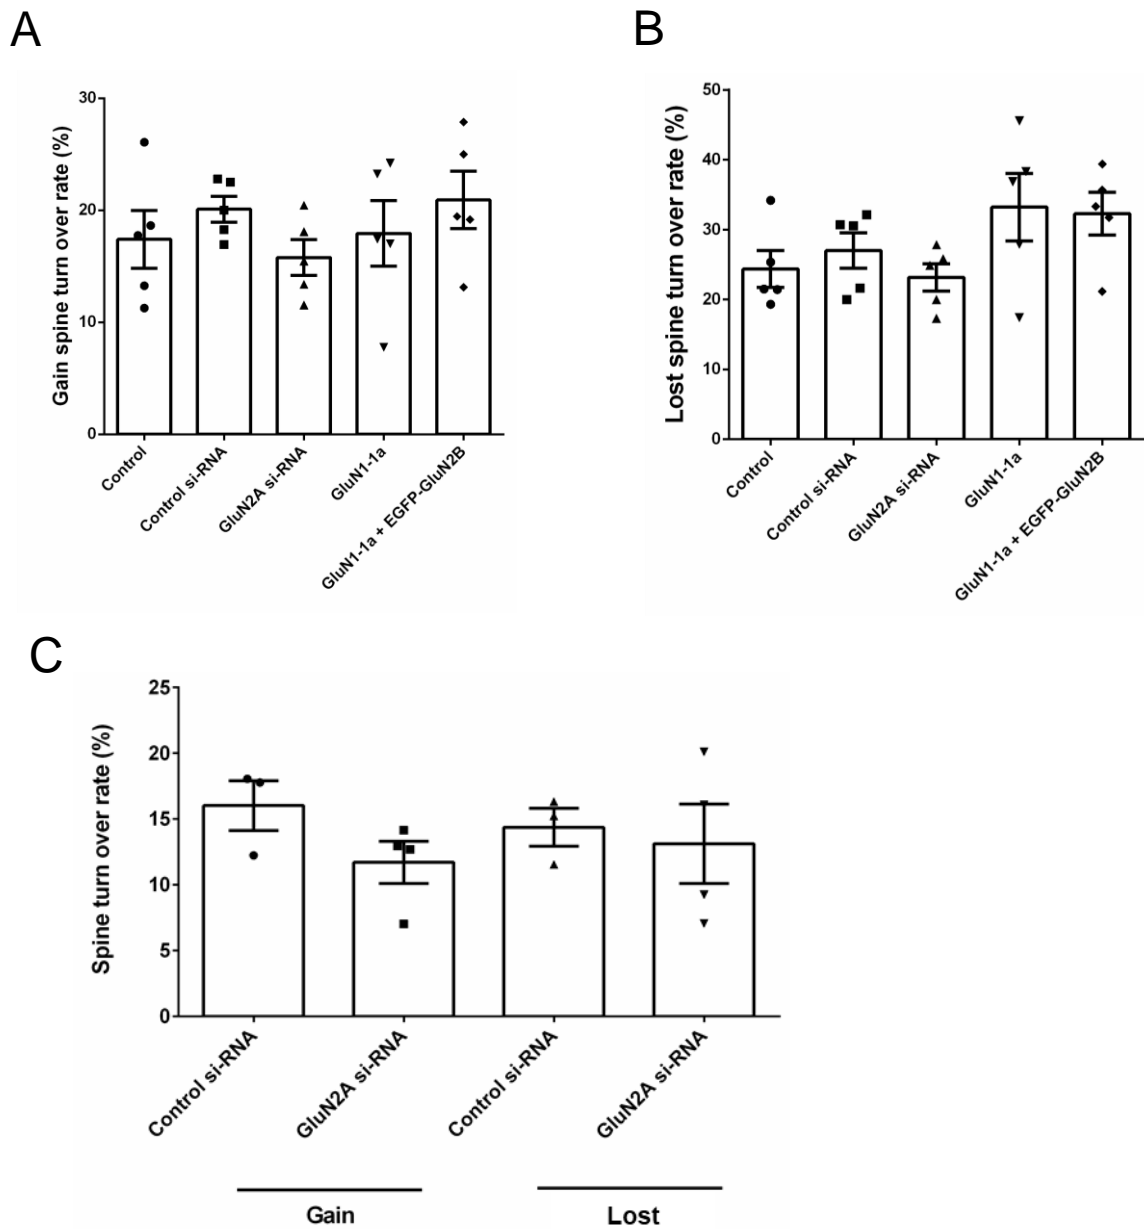 A
Gain spine turn over rate (%)
30
20
10
0
Control
Control si-RNA
GluN2A si-RNA
GluN1-1a
GluN1-1a + EGFP-GluN2B
B
Lost spine turn over rate (%)
50
40
30
20
10
0
Control
Control si-RNA
GluN2A si-RNA
GluN1-1a
GluN1-1a + EGFP-GluN2B
C
Spine turn over rate (%)
25
20
15
10
5
0
Control si-RNA
GluN2A si-RNA
Control si-RNA
GluN2A si-RNA
Gain
Lost